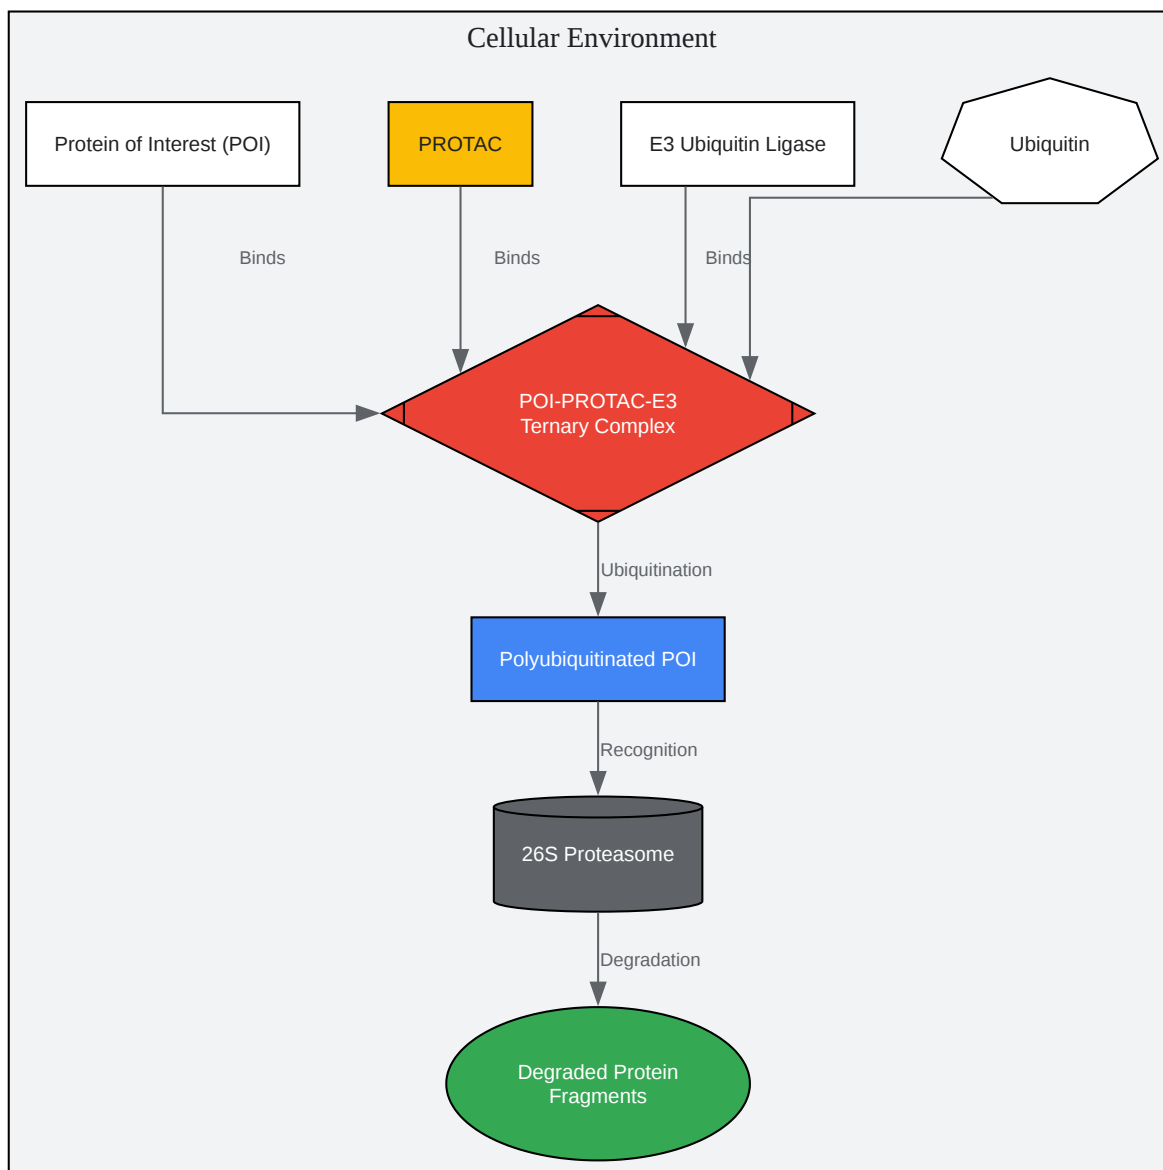 Cellular Environment
Protein of Interest (POI)
PROTAC
E3 Ubiquitin Ligase
Ubiquitin
Binds
Binds
Binds
POI-PROTAC-E3
Ternary Complex
Ubiquitination
Polyubiquitinated POI
Recognition
26S Proteasome
Degradation
Degraded Protein
Fragments